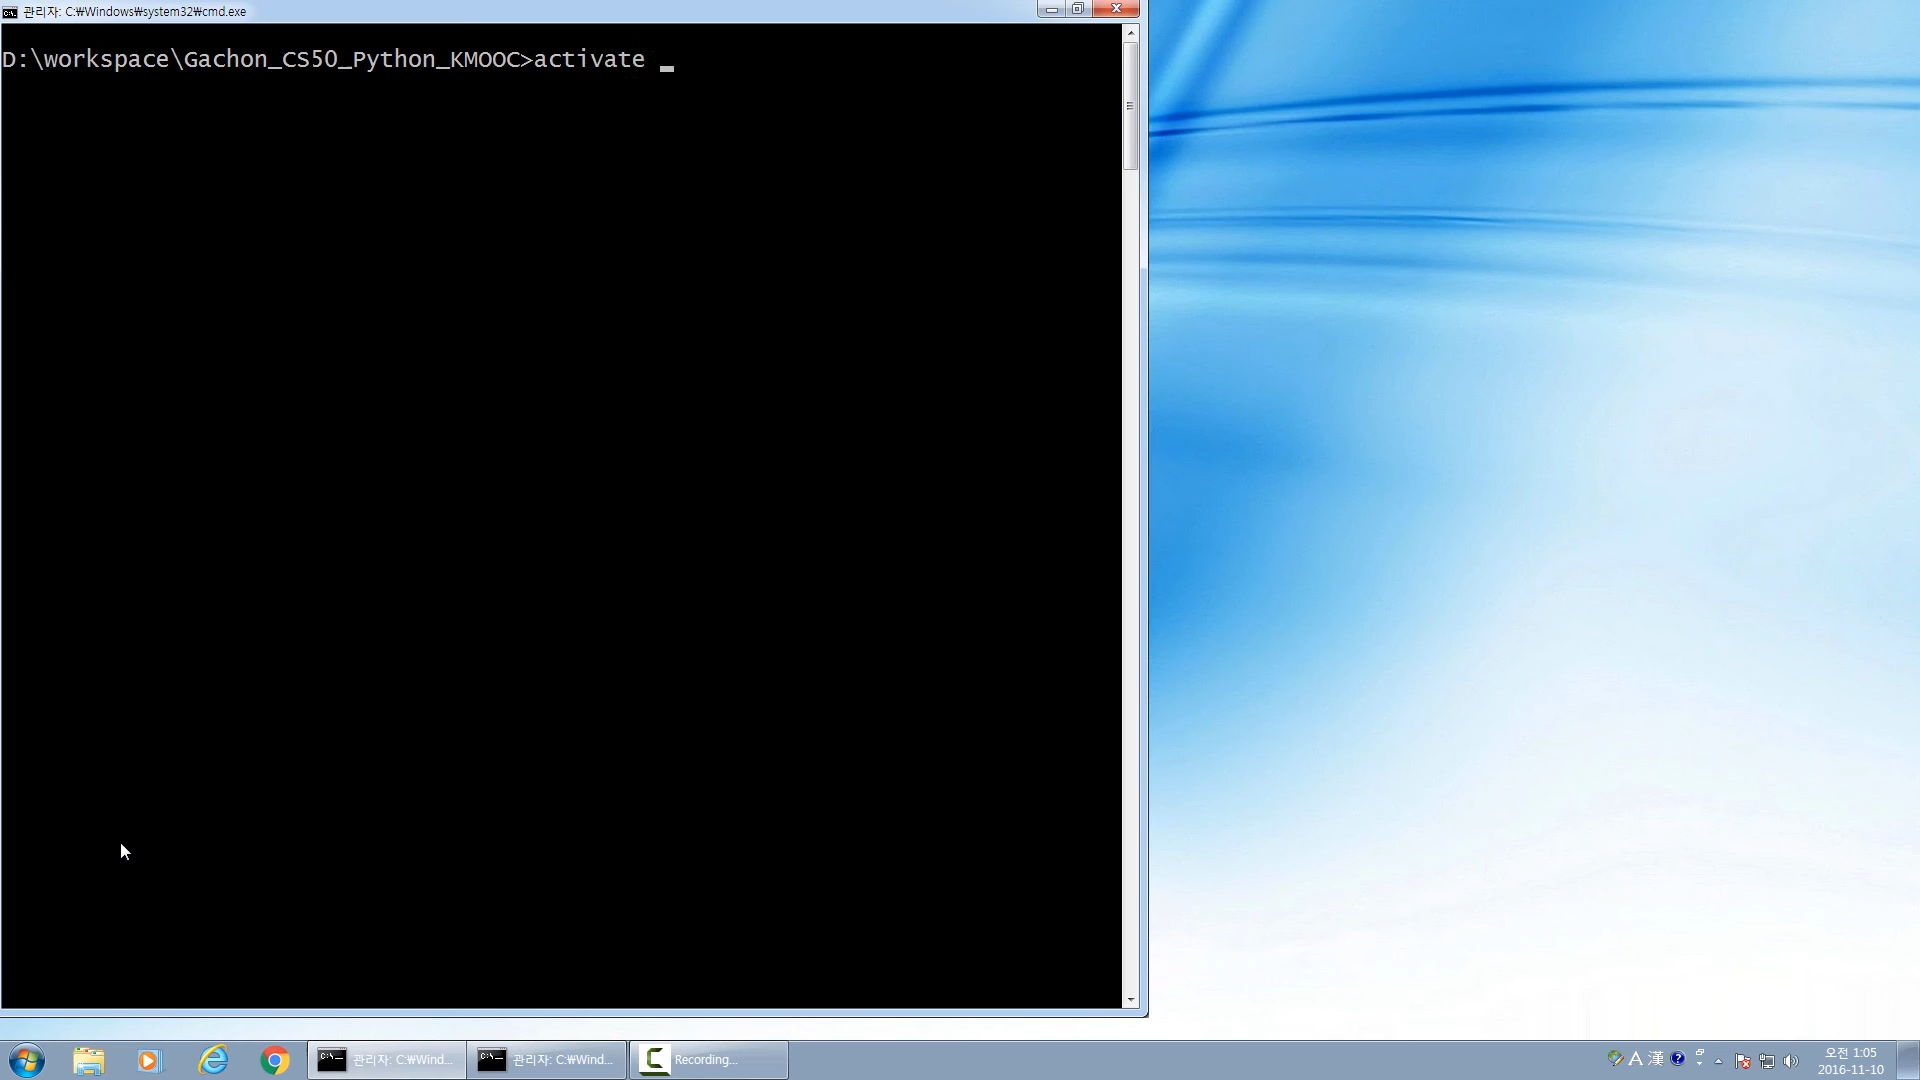 관리자: C:₩Windows₩system32₩cmd.exe
D:\workspace\Gachon_CS50_Python_KMOOC>activate _
관리자: C:₩Wind...
관리자: C:₩Wind...
Recording...
A 漢
오전 1:05
2016-11-10